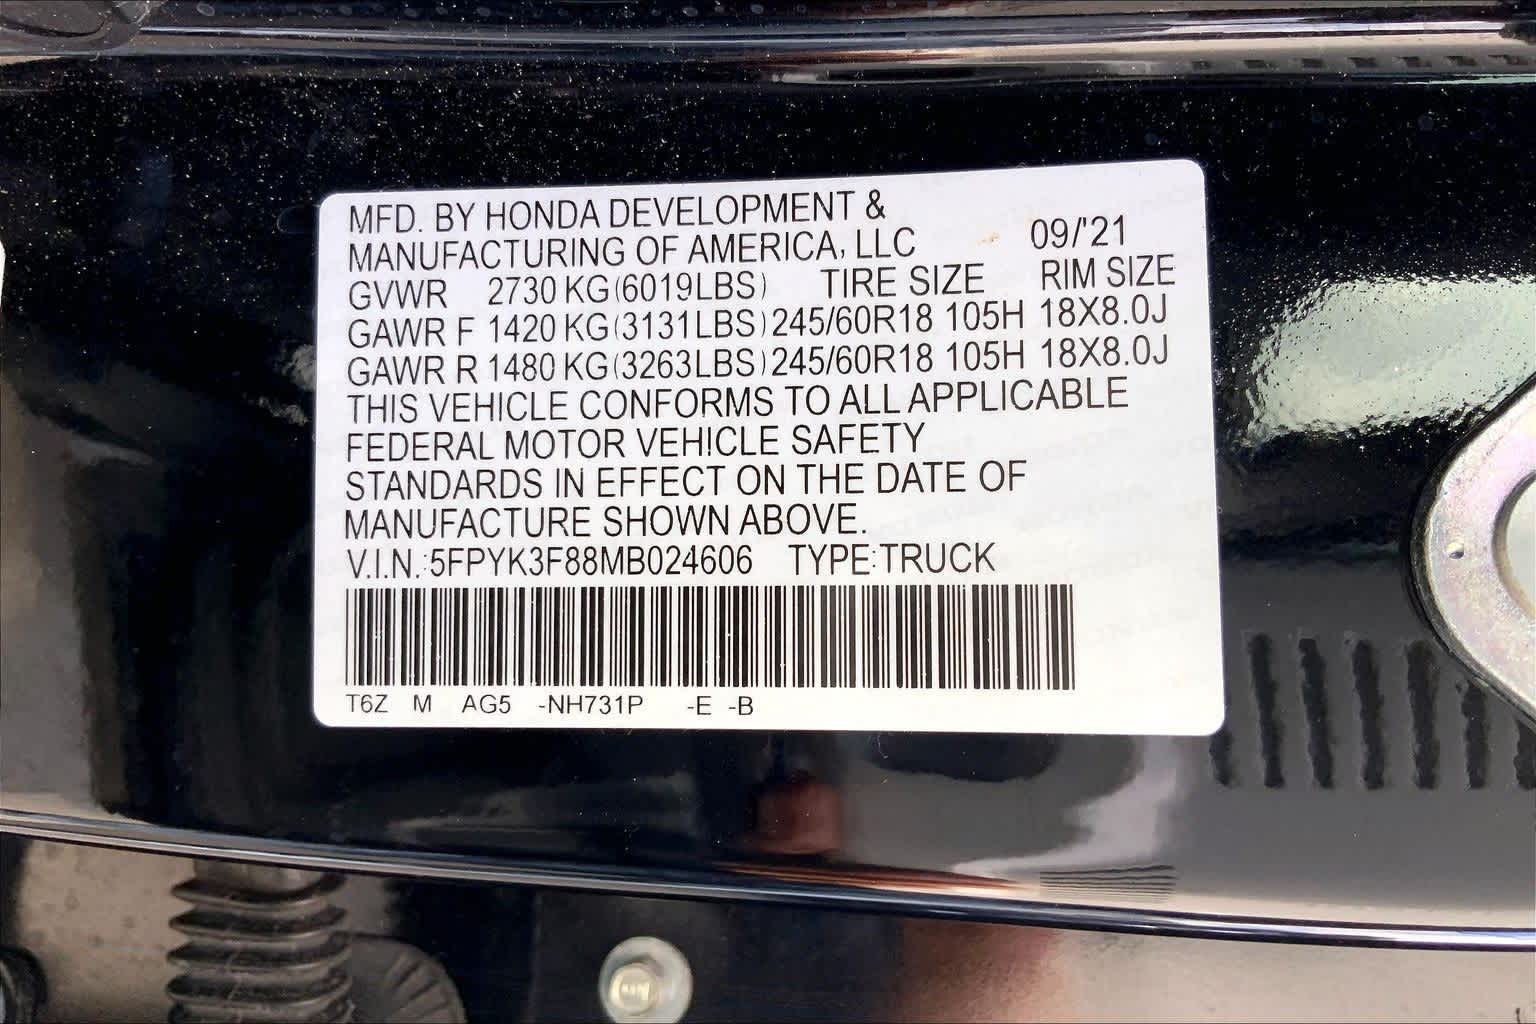 MFD. BY HONDA DEVELOPMENT &
MANUFACTURING OF AMERICA, LLC 09/'21
GVWR 2730 KG(6019LBS) TIRE SIZE RIM SIZE
GAWR F 1420 KG(3131LBS) 245/60R18 105H 18X8.0J
GAWR R 1480 KG(3263LBS) 245/60R18 105H 18X8.0J
THIS VEHICLE CONFORMS TO ALL APPLICABLE
FEDERAL MOTOR VEHICLE SAFETY
STANDARDS IN EFFECT ON THE DATE OF
MANUFACTURE SHOWN ABOVE.
V.I.N.:5FPYK3F88MB024606 TYPE:TRUCK
T6Z M AG5 -NH731P -E -B